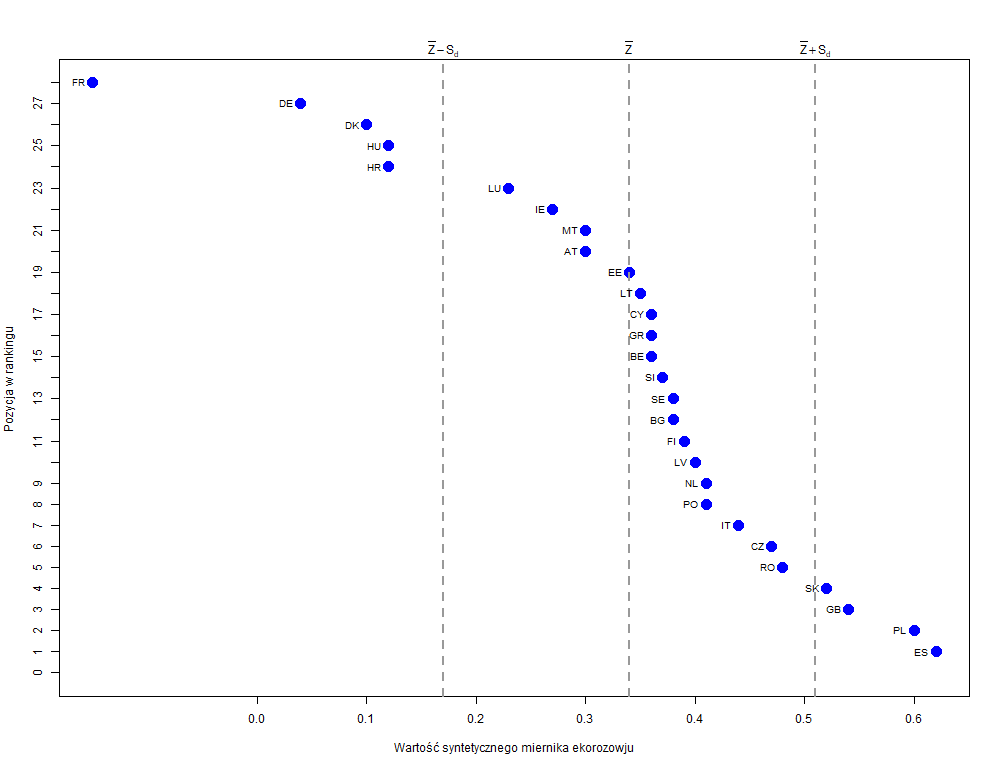 Z̅ − Sd Z̅ Z̅ + Sd
FR
27 DE
DK
25 HU
HR
23 LU
IE
21 MT
AT
19 EE
LT
17 CY
GR
15 BE
SI
13 SE
BG
11 FI
LV
9 NL
8 PO
7 IT
6 CZ
5 RO
4 SK
3 GB
2 PL
1 ES
0
Pozycja w rankingu
0.0 0.1 0.2 0.3 0.4 0.5 0.6
Wartość syntetycznego miernika ekorozowju